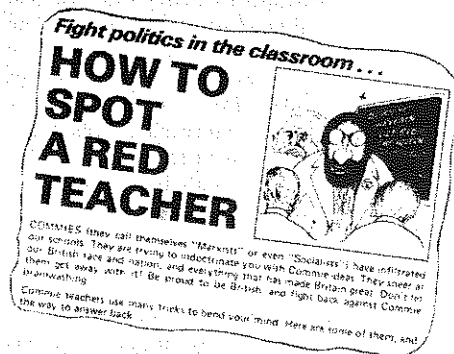 Fight politics in the classroom . . .
HOW TO
SPOT
A RED
TEACHER
COMMIES (they call themselves "Marxists" or even "Socialists") have infiltrated
our schools. They are trying to indoctrinate you with Commie ideas. They sneer at
our British race and nation, and everything that has made Britain great. Don't let
them get away with it! Be proud to be British, and fight back against Commie
brainwashing.
Commie teachers use many tricks to bend your mind. Here are some of them, and
the way to answer back